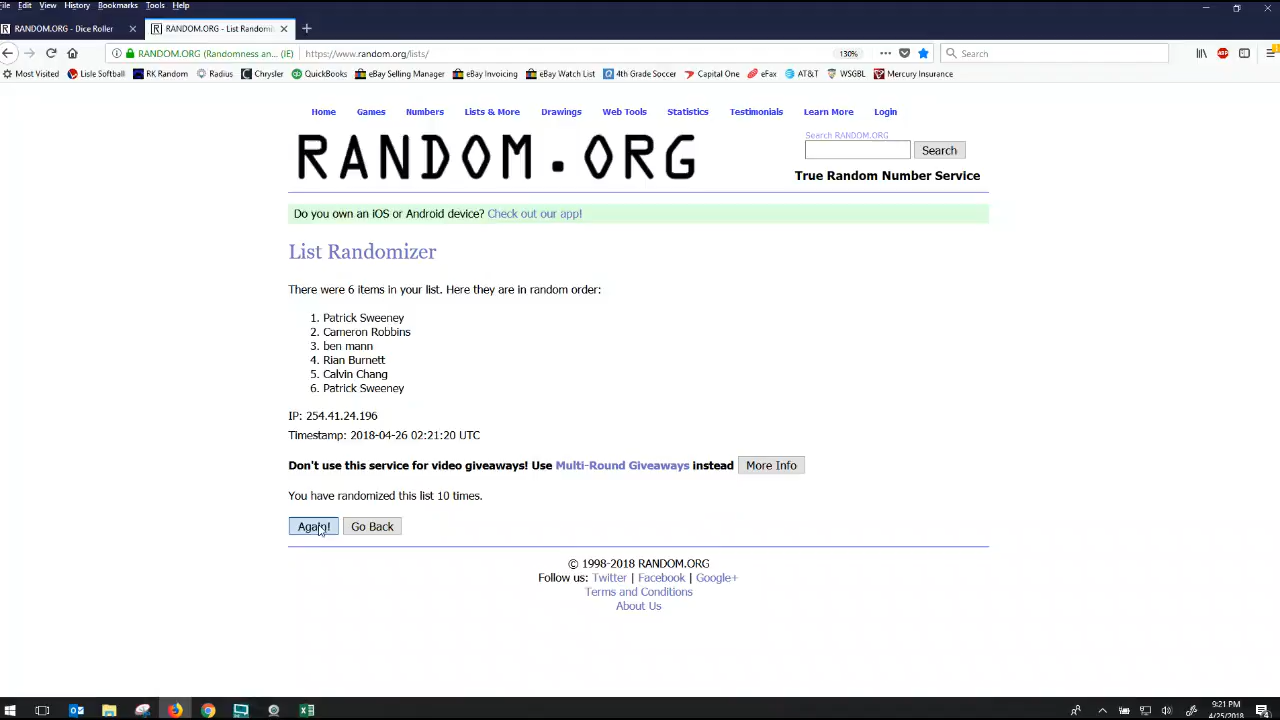 File Edit View History Bookmarks Tools Help
RANDOM.ORG - Dice Roller
RANDOM.ORG - List Randomi
RANDOM.ORG (Randomness an... (IE)
https://www.random.org/lists/
130%
Search
Most Visited Lisle Softball RK Random Radius Chrysler QuickBooks eBay Selling Manager eBay Invoicing eBay Watch List 4th Grade Soccer Capital One eFax AT&T WSGBL Mercury Insurance
Home Games Numbers Lists & More Drawings Web Tools Statistics Testimonials Learn More Login
RANDOM.ORG
Search RANDOM.ORG
Search
True Random Number Service
Do you own an iOS or Android device? Check out our app!
List Randomizer
There were 6 items in your list. Here they are in random order:
1. Patrick Sweeney
2. Cameron Robbins
3. ben mann
4. Rian Burnett
5. Calvin Chang
6. Patrick Sweeney
IP: 254.41.24.196
Timestamp: 2018-04-26 02:21:20 UTC
Don't use this service for video giveaways! Use Multi-Round Giveaways instead More Info
You have randomized this list 10 times.
Again! Go Back
© 1998-2018 RANDOM.ORG
Follow us: Twitter | Facebook | Google+
Terms and Conditions
About Us
9:21 PM
4/25/2018